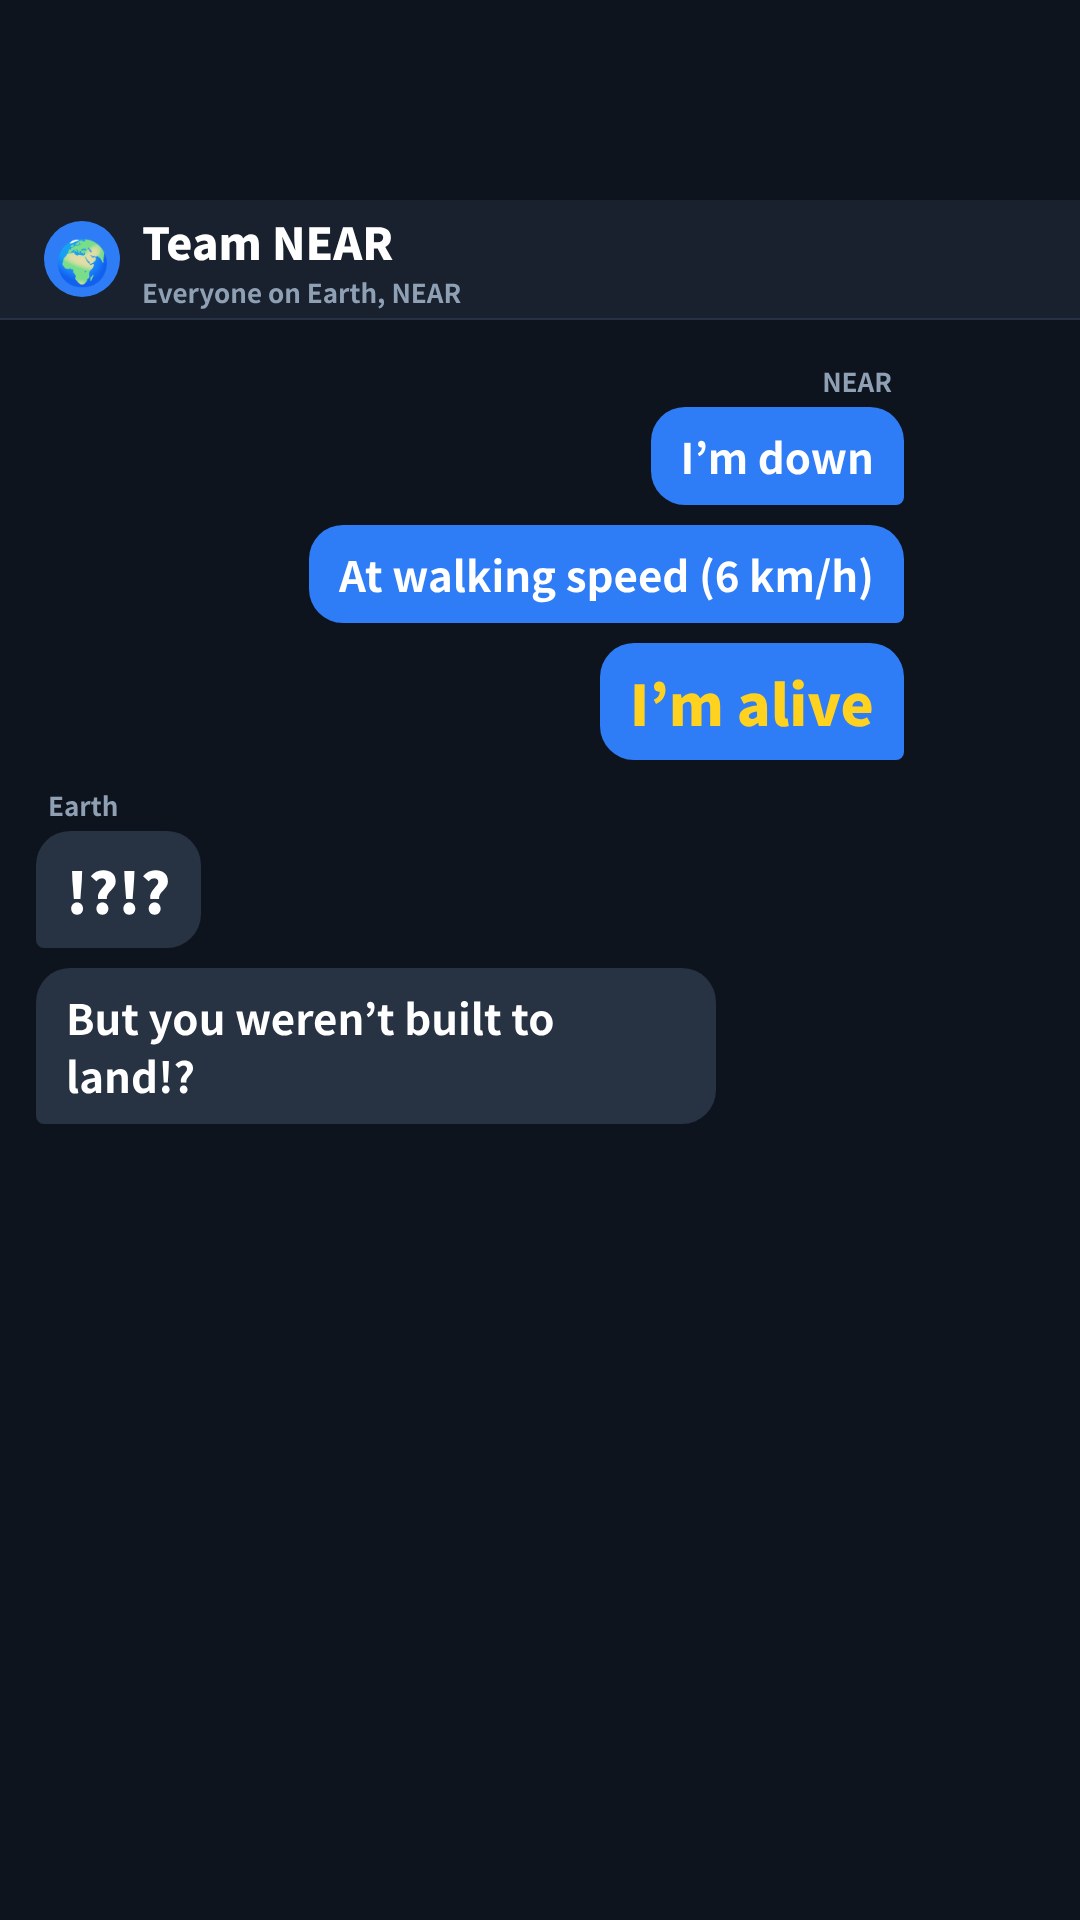 Team NEAR
Everyone on Earth, NEAR
NEAR
I’m down
At walking speed (6 km/h)
I’m alive
Earth
!?!?
But you weren’t built to
land!?